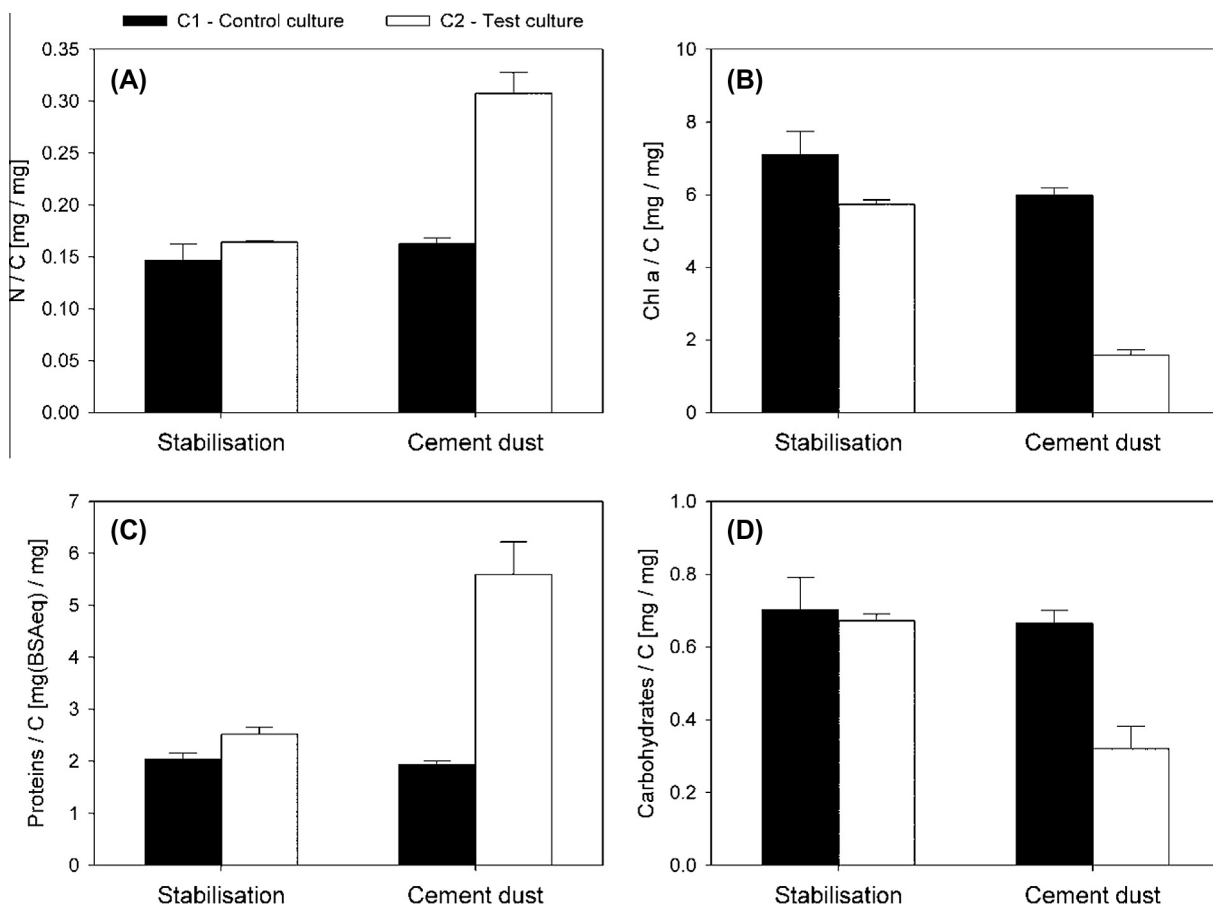 C1 - Control culture C2 - Test culture
(A)
N / C [mg / mg]
0.35
0.30
0.25
0.20
0.15
0.10
0.05
0.00
Stabilisation Cement dust
(B)
Chl a / C [mg / mg]
10
8
6
4
2
0
Stabilisation Cement dust
(C)
Proteins / C [mg(BSAeq) / mg]
7
6
5
4
3
2
1
0
Stabilisation Cement dust
(D)
Carbohydrates / C [mg / mg]
1.0
0.8
0.6
0.4
0.2
0.0
Stabilisation Cement dust